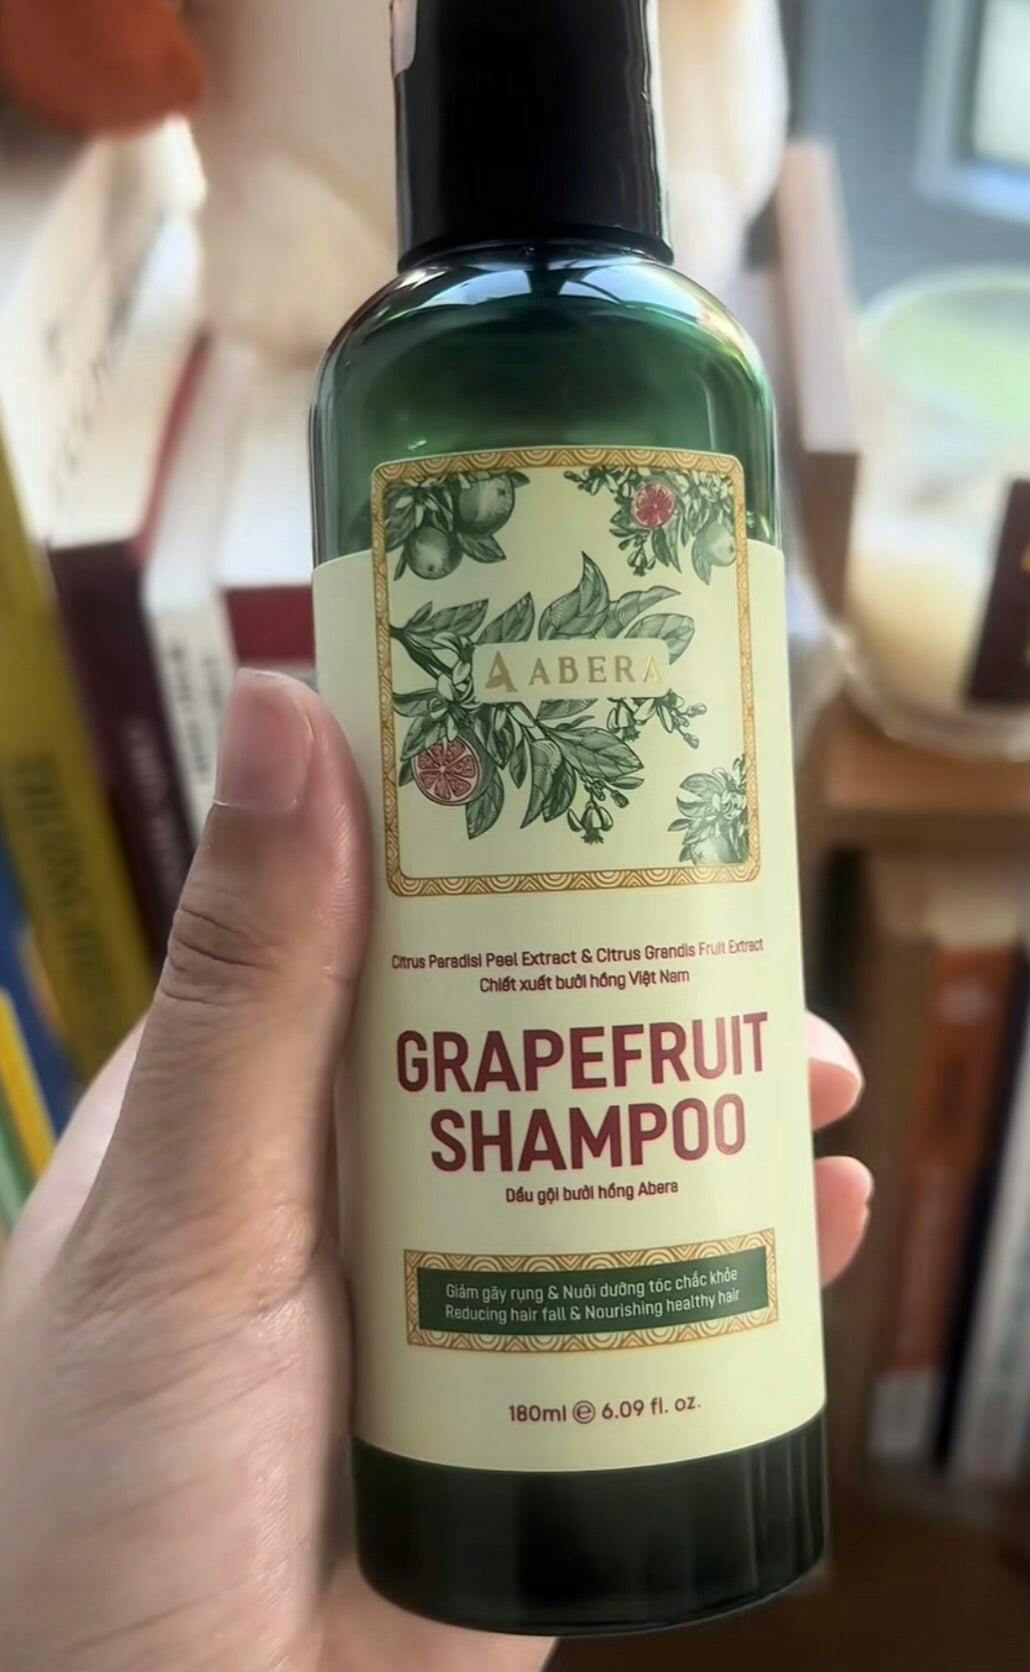 ABERA
Citrus Paradisi Peel Extract & Citrus Grandis Fruit Extract
Chiết xuất bưởi hồng Việt Nam
GRAPEFRUIT
SHAMPOO
Dầu gội bưởi hồng Abera
Giảm gãy rụng & Nuôi dưỡng tóc chắc khỏe
Reducing hair fall & Nourishing healthy hair
180ml ℮ 6.09 fl. oz.